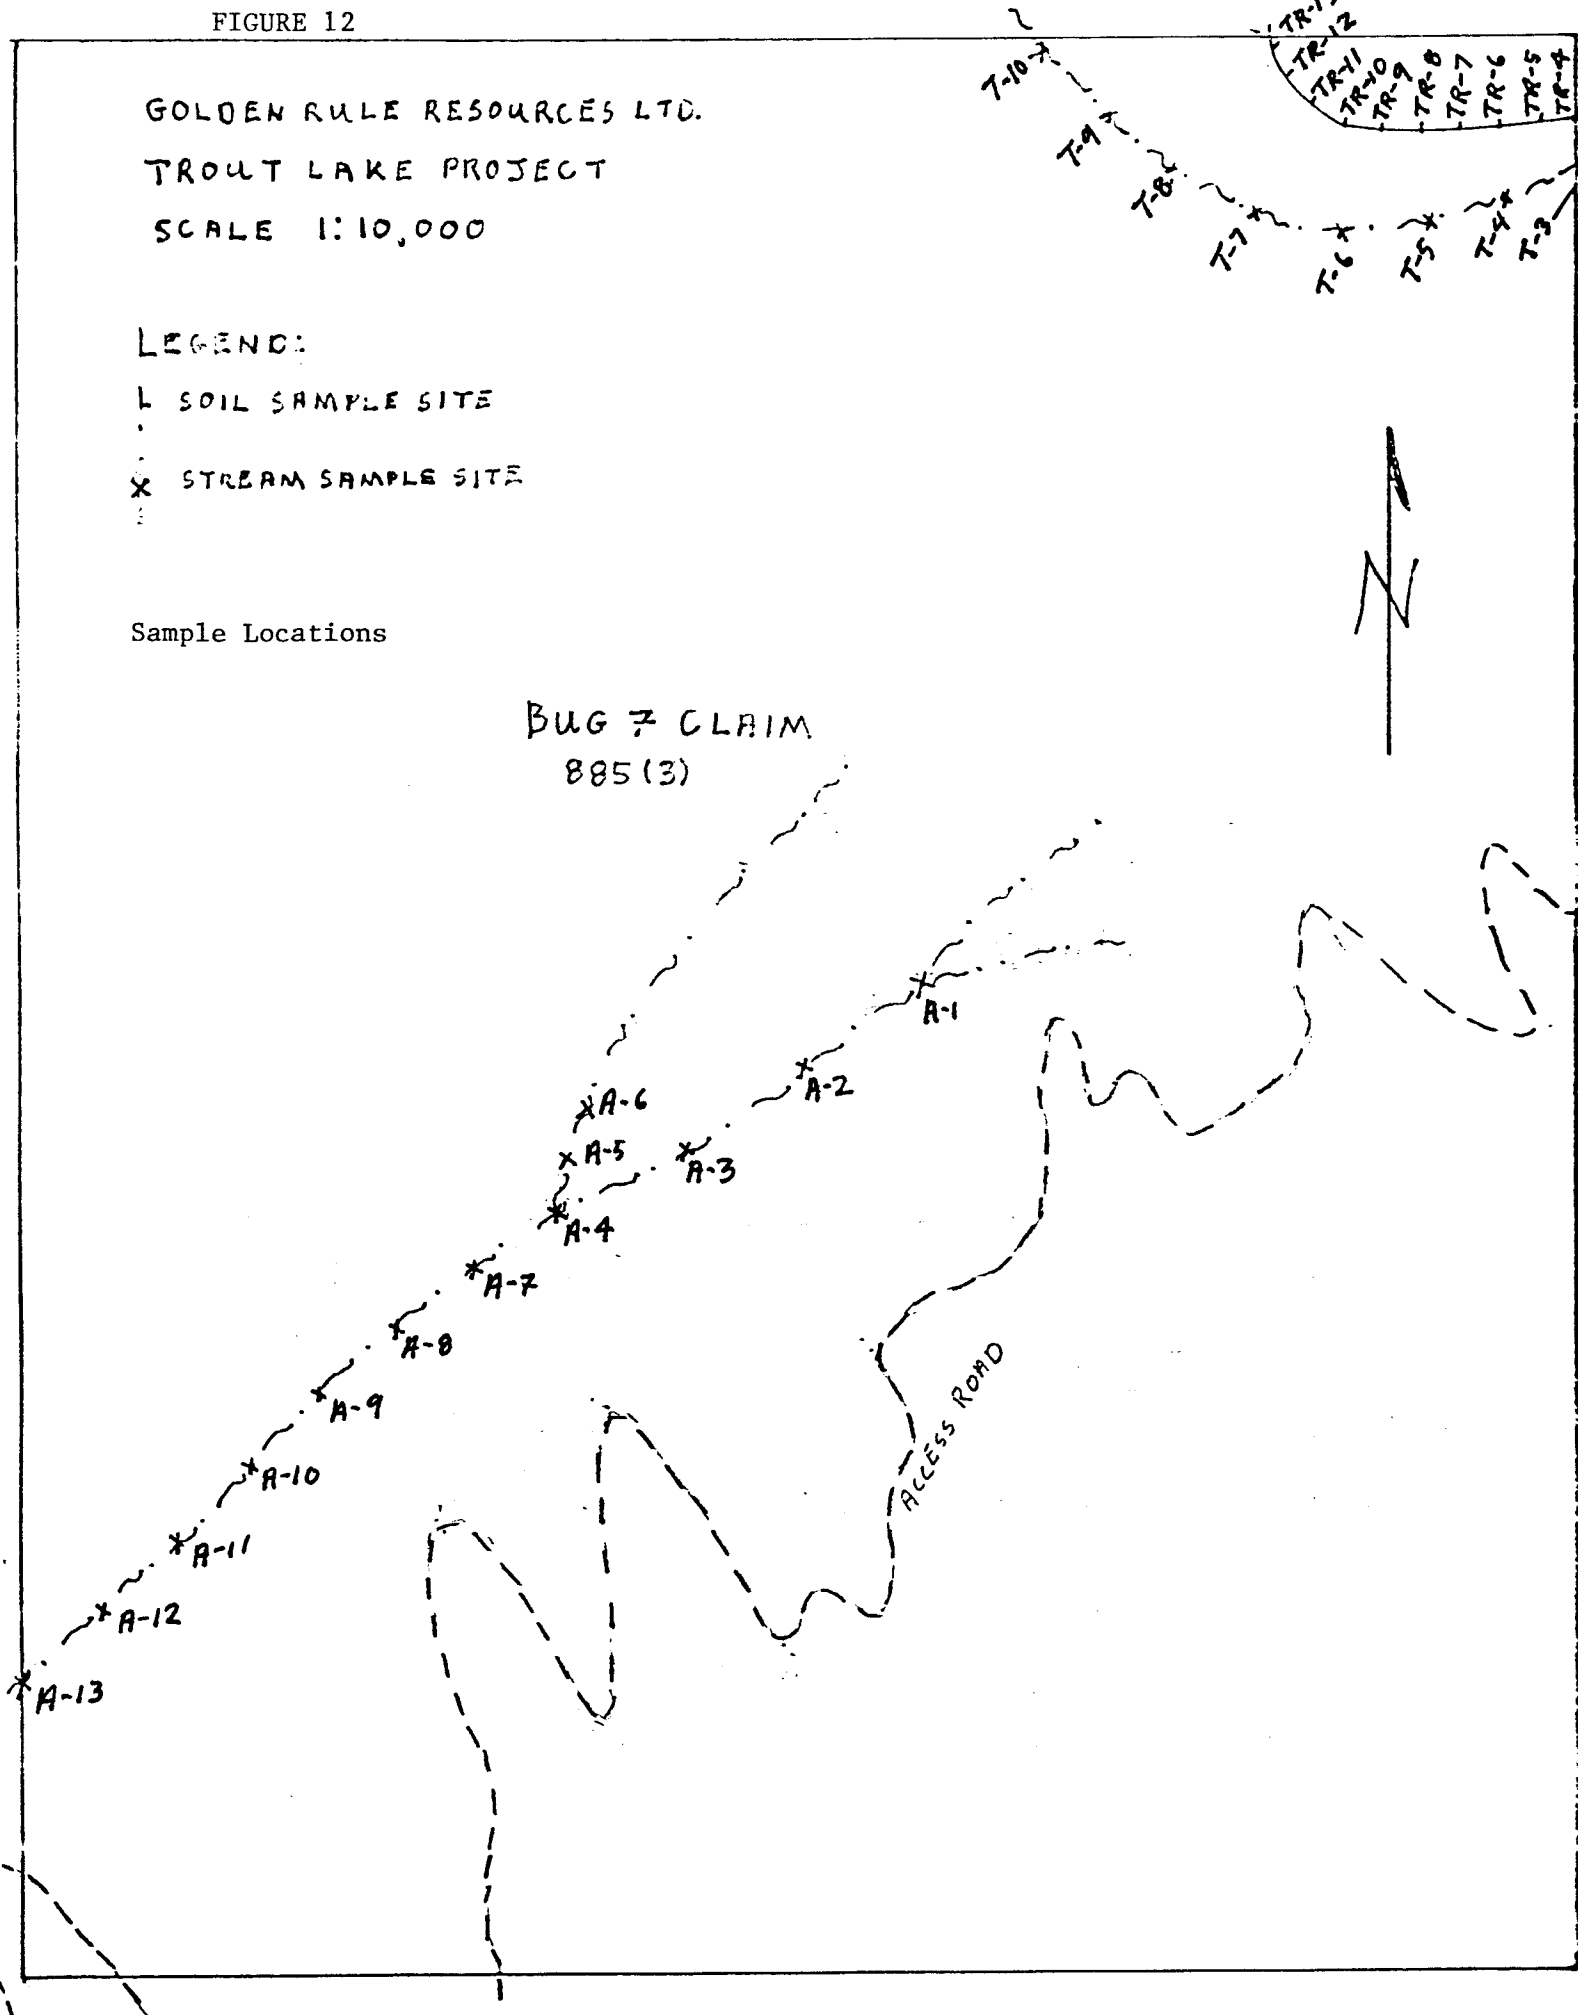 FIGURE 12
GOLDEN RULE RESOURCES LTD.
TROUT LAKE PROJECT
SCALE 1:10,000
LEGEND:
SOIL SAMPLE SITE
STREAM SAMPLE SITE
Sample Locations
BUG 7 CLAIM
885(3)
N
TR-12
TR-11
TR-10
TR-9
TR-8
TR-7
TR-6
TR-5
TR-4
T-10
T-9
T-8
T-7
T-6
T-5
T-4
T-3
A-1
A-2
A-6
A-5
A-3
A-4
A-7
A-8
A-9
A-10
A-11
A-12
A-13
ACCESS ROAD